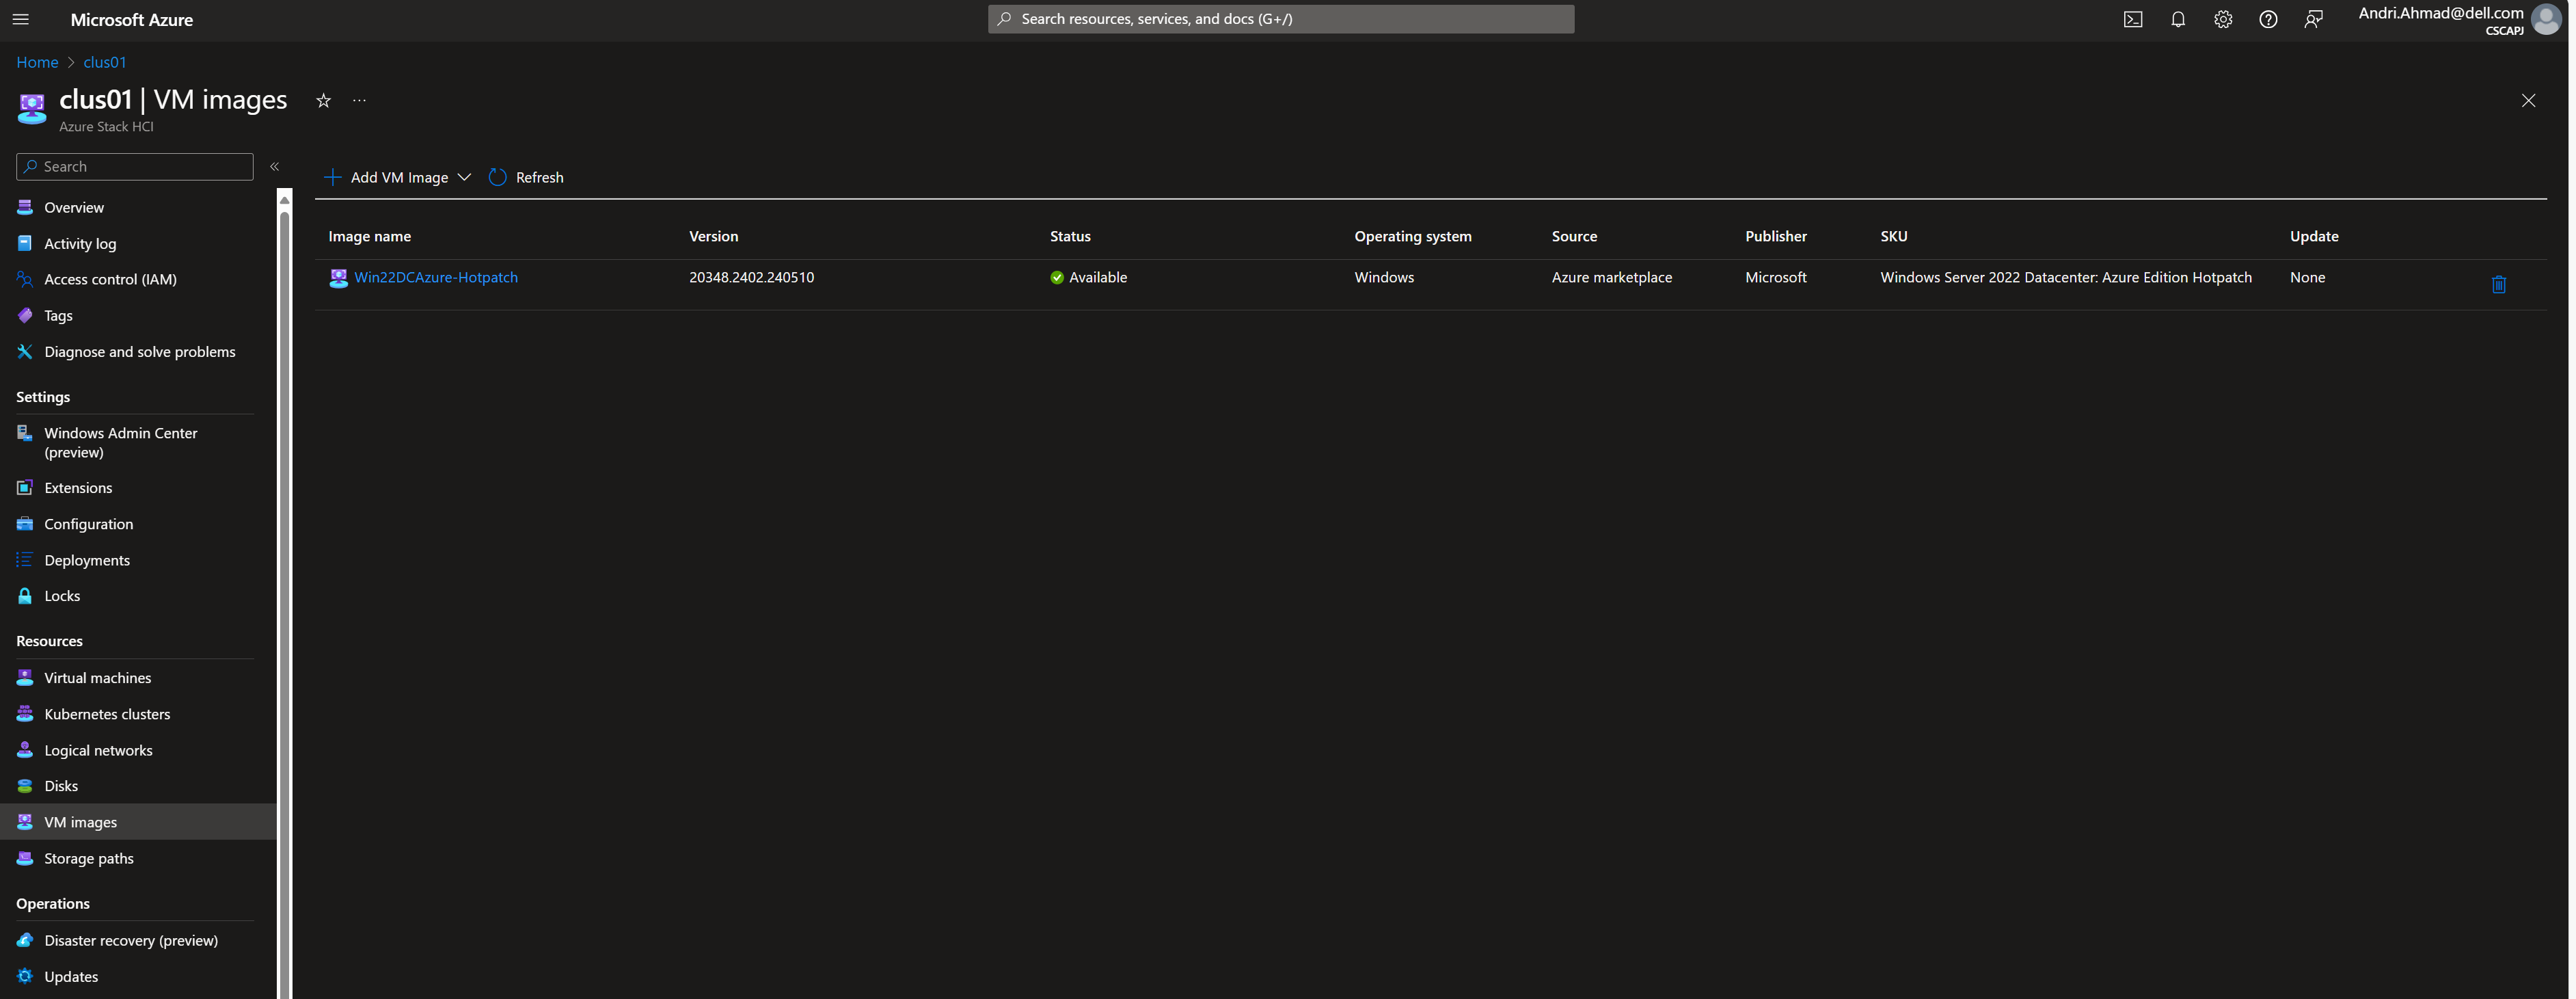 Microsoft Azure
Search resources, services, and docs (G+/)
Andri.Ahmad@dell.com
CSCAPJ
Home > clus01
clus01 | VM images
Azure Stack HCI
Search
Add VM Image
Refresh
Overview
Activity log
Access control (IAM)
Tags
Diagnose and solve problems
Settings
Windows Admin Center
(preview)
Extensions
Configuration
Deployments
Locks
Resources
Virtual machines
Kubernetes clusters
Logical networks
Disks
VM images
Storage paths
Operations
Disaster recovery (preview)
Updates
Image name Version Status Operating system Source Publisher SKU Update
Win22DCAzure-Hotpatch 20348.2402.240510 Available Windows Azure marketplace Microsoft Windows Server 2022 Datacenter: Azure Edition Hotpatch None